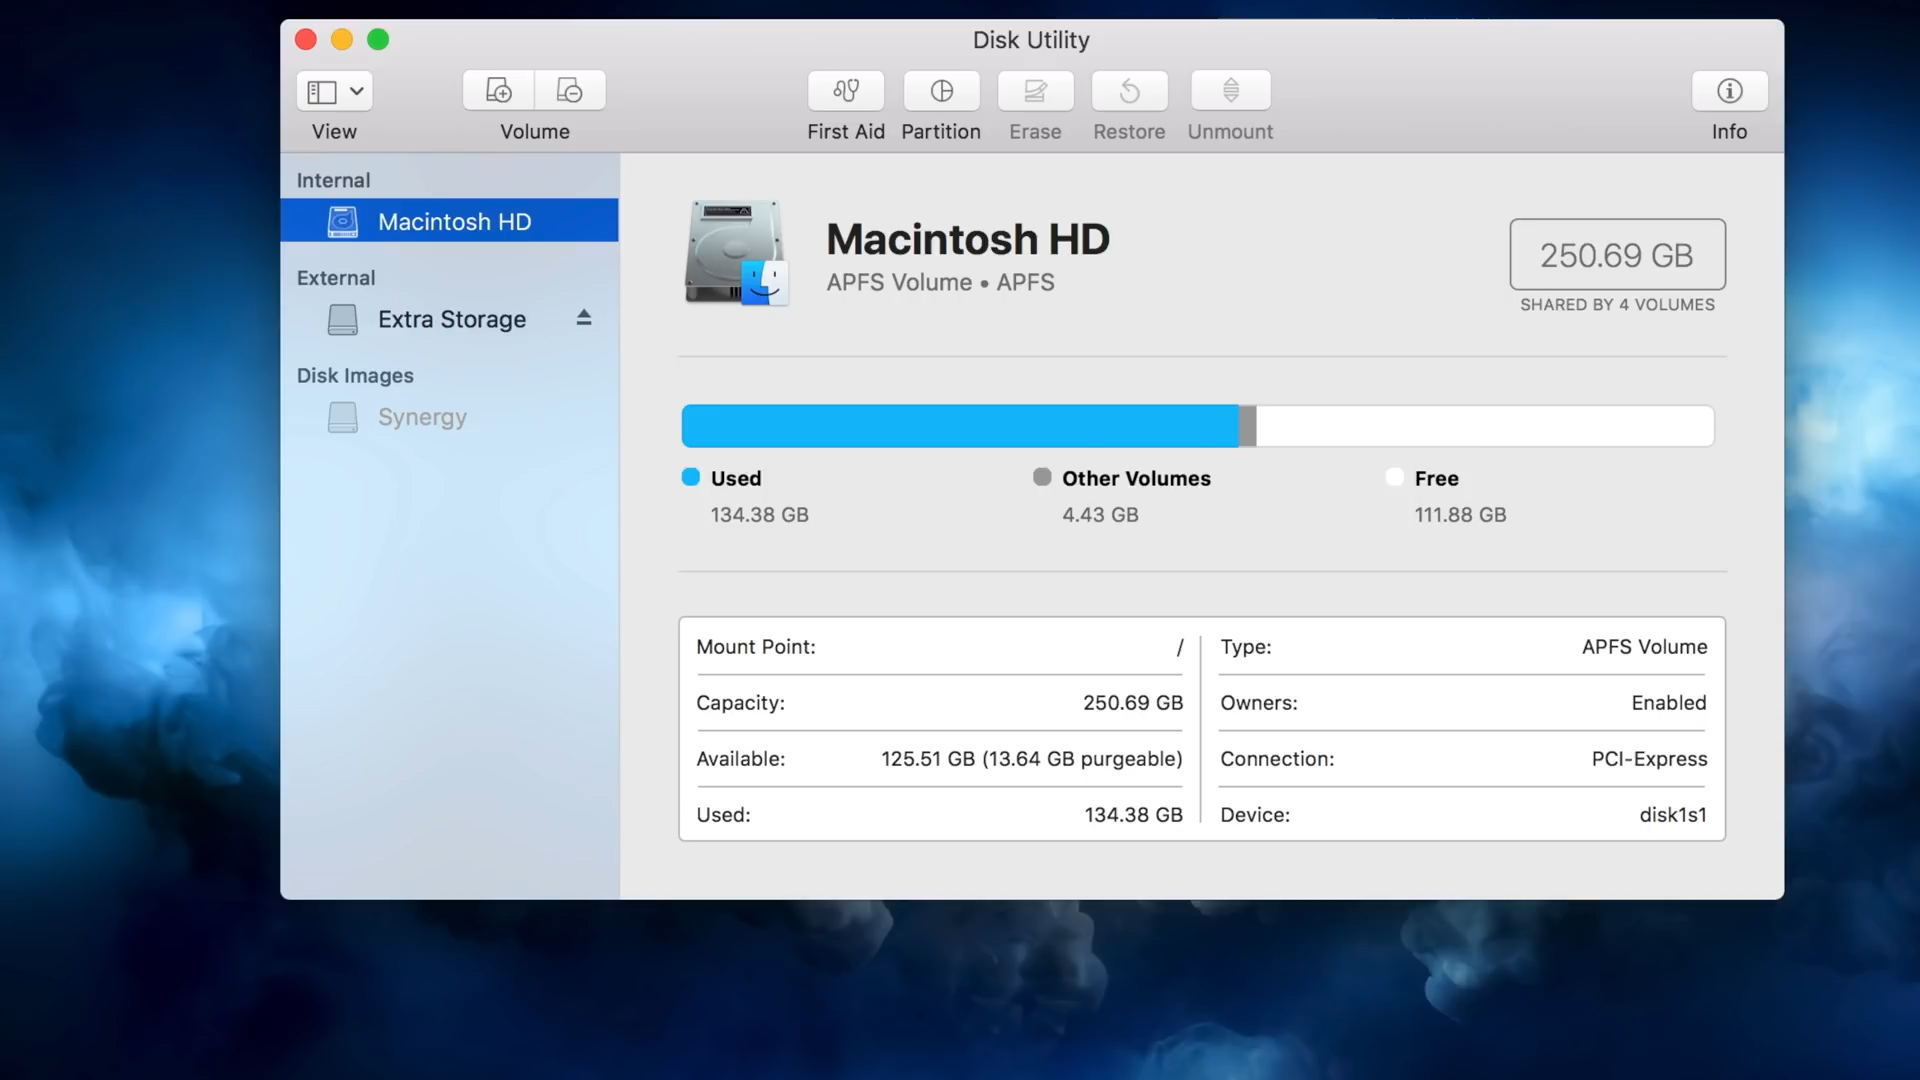 Disk Utility
View
Volume
First Aid
Partition
Erase
Restore
Unmount
Info
Internal
Macintosh HD
External
Extra Storage
Disk Images
Synergy
Macintosh HD
APFS Volume • APFS
250.69 GB
SHARED BY 4 VOLUMES
Used
134.38 GB
Other Volumes
4.43 GB
Free
111.88 GB
Mount Point: /
Capacity: 250.69 GB
Available: 125.51 GB (13.64 GB purgeable)
Used: 134.38 GB
Type: APFS Volume
Owners: Enabled
Connection: PCI-Express
Device: disk1s1